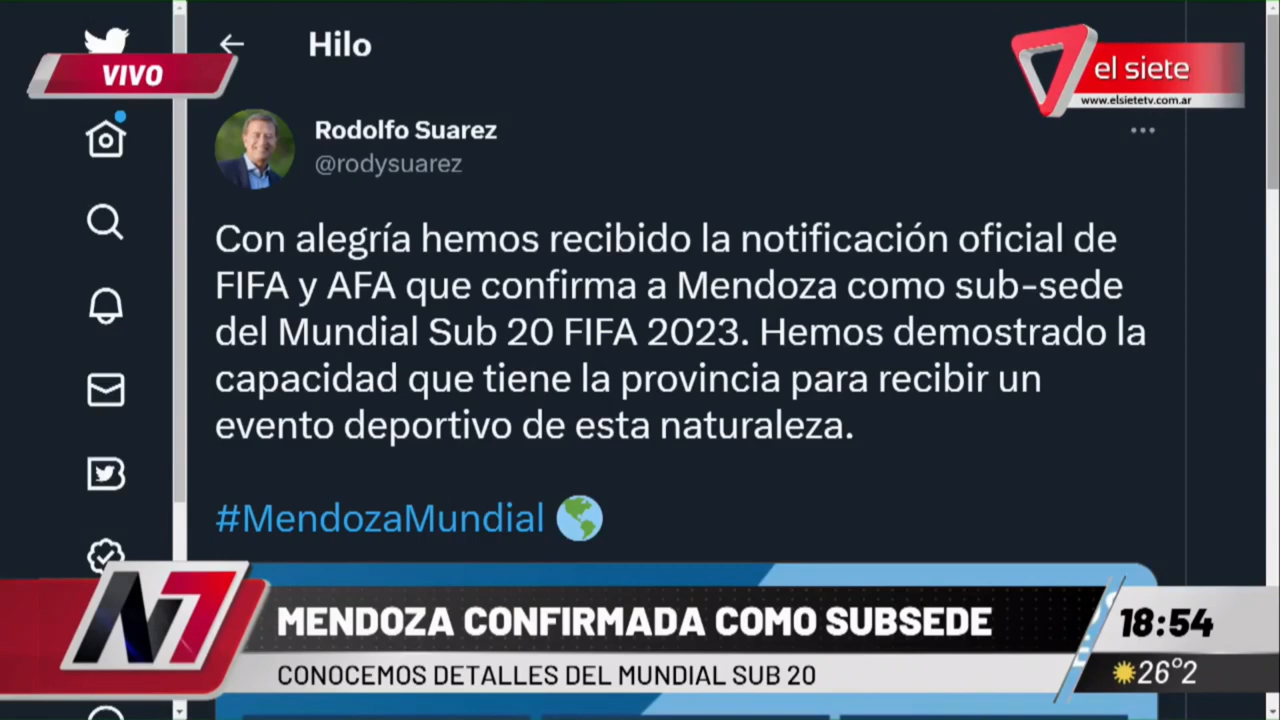 VIVO
Hilo
el siete
www.elsietetv.com.ar
Rodolfo Suarez
@rodysuarez
Con alegría hemos recibido la notificación oficial de
FIFA y AFA que confirma a Mendoza como sub-sede
del Mundial Sub 20 FIFA 2023. Hemos demostrado la
capacidad que tiene la provincia para recibir un
evento deportivo de esta naturaleza.
#MendozaMundial
N7
MENDOZA CONFIRMADA COMO SUBSEDE
CONOCEMOS DETALLES DEL MUNDIAL SUB 20
18:54
26°2